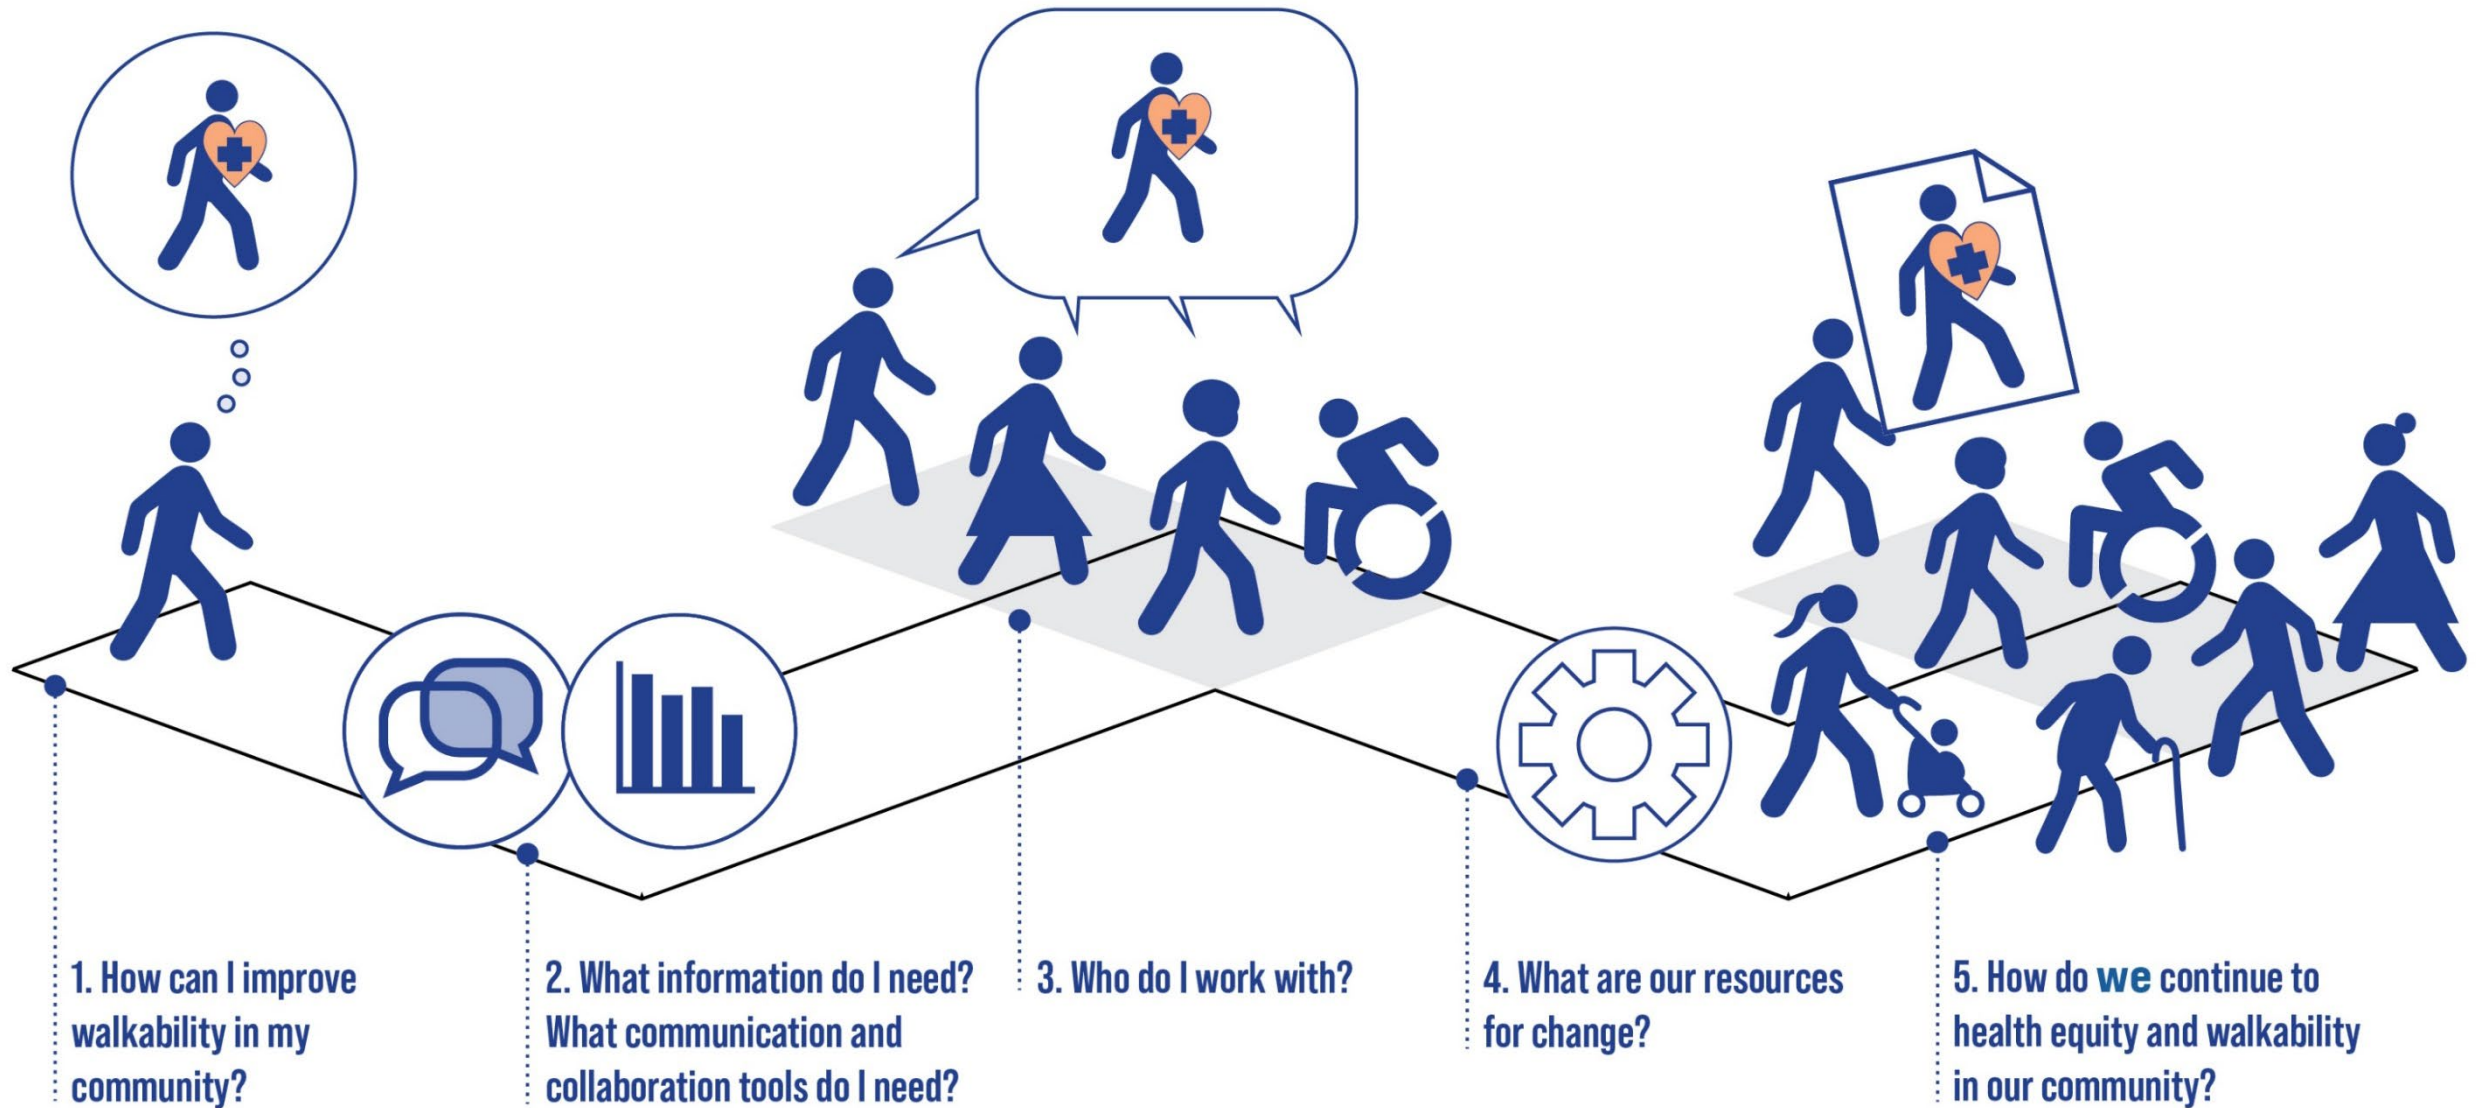 1. How can I improve
walkability in my
community?
2. What information do I need?
What communication and
collaboration tools do I need?
3. Who do I work with?
4. What are our resources
for change?
5. How do we continue to
health equity and walkability
in our community?